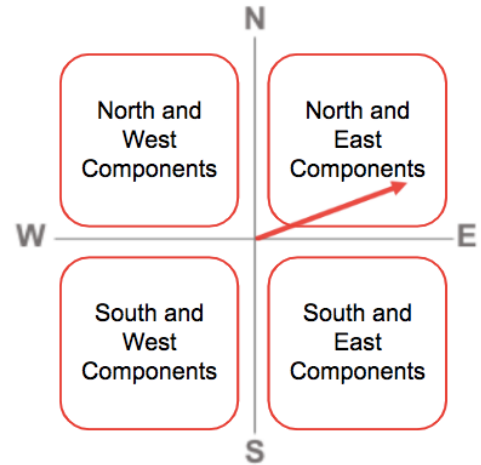 N
North and
West
Components
North and
East
Components
W
E
South and
West
Components
South and
East
Components
S